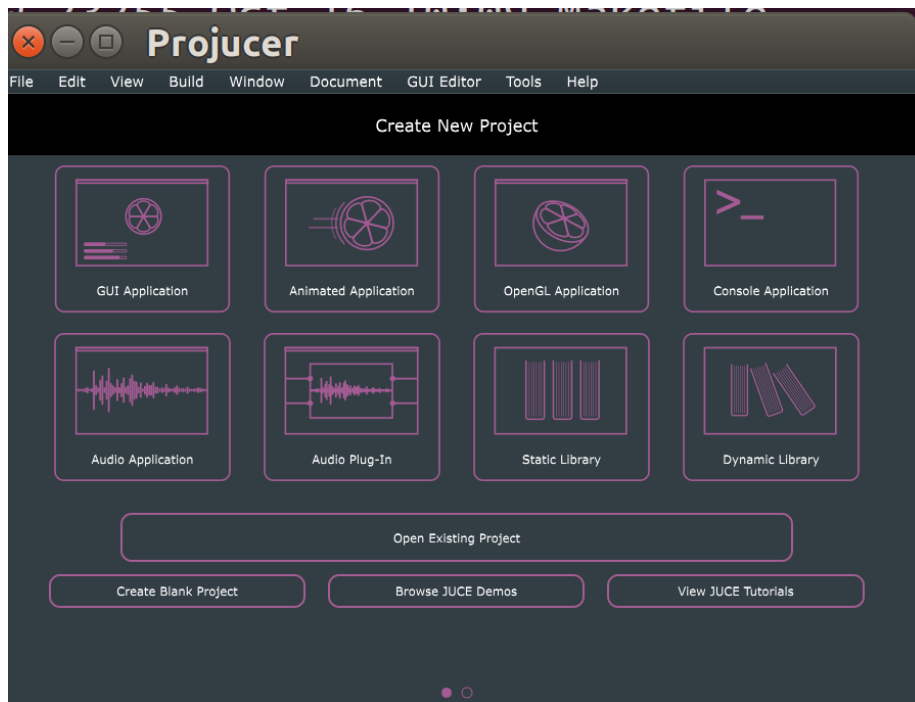 Projucer
File Edit View Build Window Document GUI Editor Tools Help
Create New Project
>_
GUI Application Animated Application OpenGL Application Console Application
Audio Application Audio Plug-In Static Library Dynamic Library
Open Existing Project
Create Blank Project Browse JUCE Demos View JUCE Tutorials